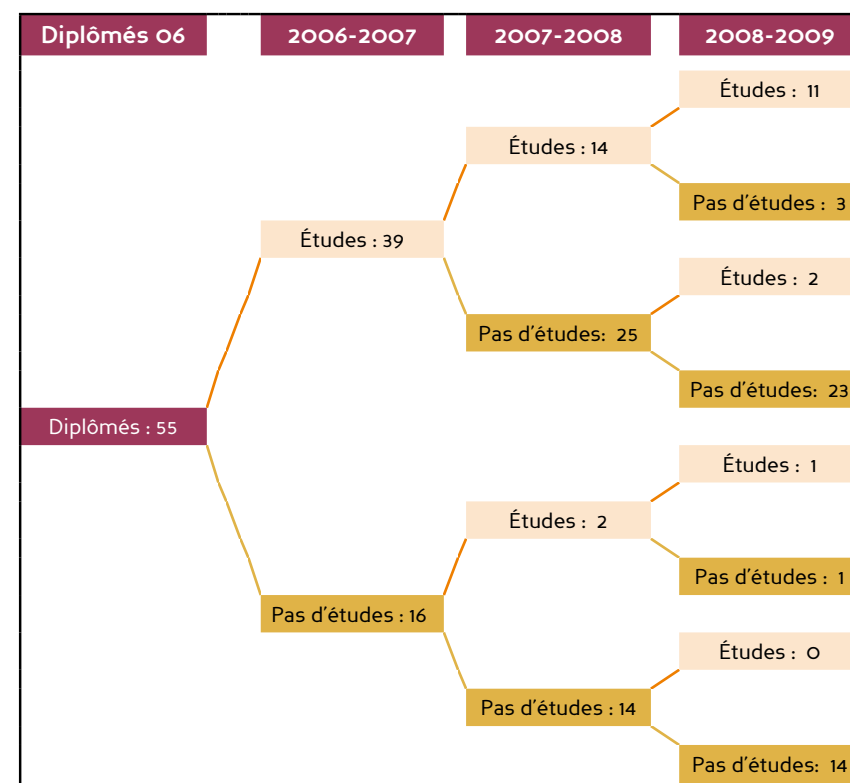 Diplômés 06 2006-2007 2007-2008 2008-2009
Études : 11
Études : 14
Pas d'études : 3
Études : 39
Études : 2
Pas d'études: 25
Pas d'études: 23
Diplômés : 55
Études : 1
Études : 2
Pas d'études : 1
Pas d'études : 16
Études : 0
Pas d'études : 14
Pas d'études: 14